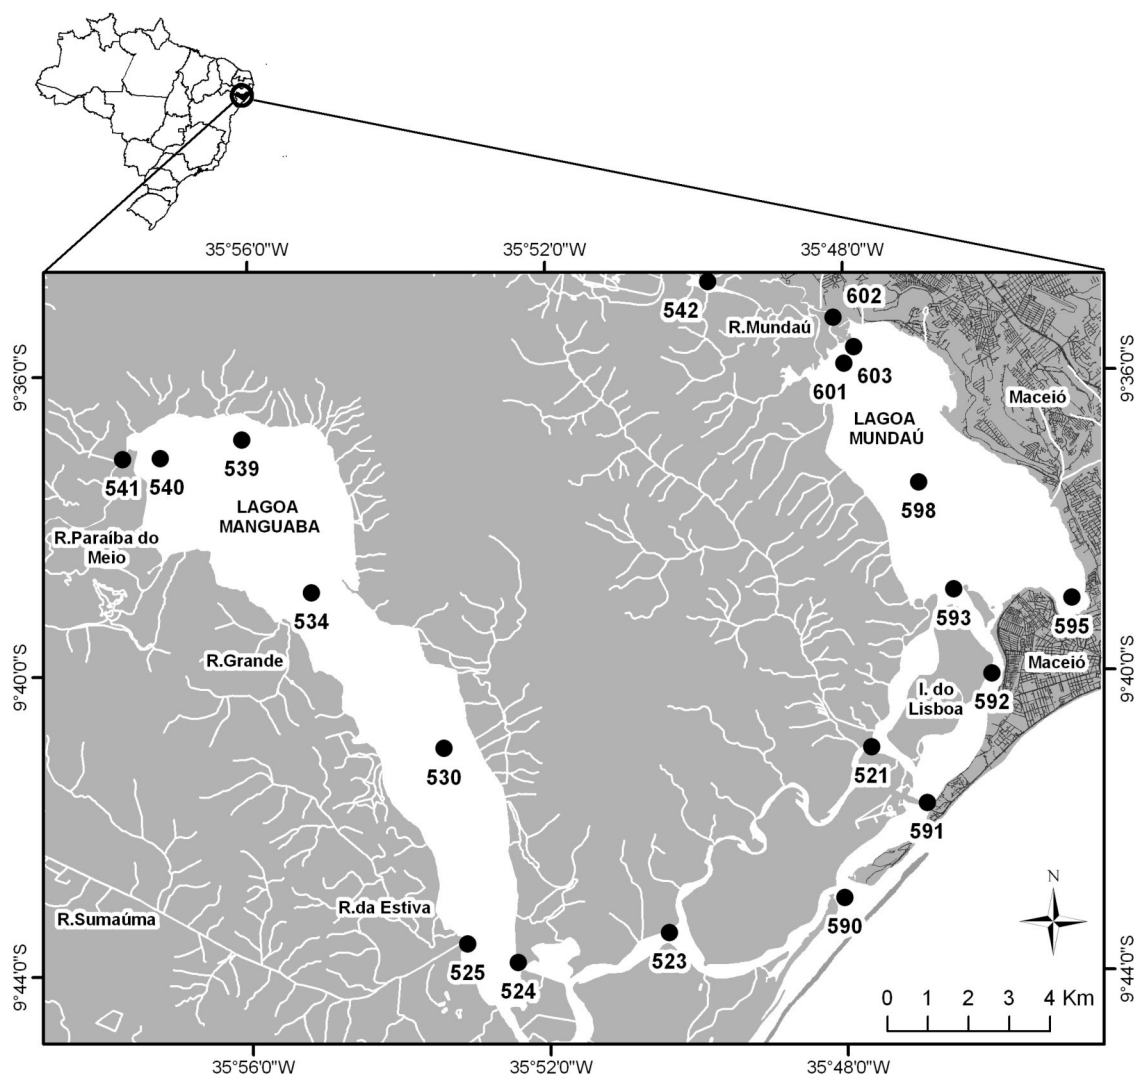 35°56'0"W
35°52'0"W
35°48'0"W
542
602
R.Mundaú
601
603
9°36'0"S
9°36'0"S
Maceió
LAGOA
MUNDAÚ
539
541
540
598
LAGOA
MANGUABA
R.Paraíba do
Meio
534
593
595
R.Grande
Maceió
9°40'0"S
9°40'0"S
I. do
Lisboa
592
530
521
591
R.da Estiva
R.Sumaúma
590
N
525
524
523
9°44'0"S
9°44'0"S
0 1 2 3 4 Km
35°56'0"W
35°52'0"W
35°48'0"W